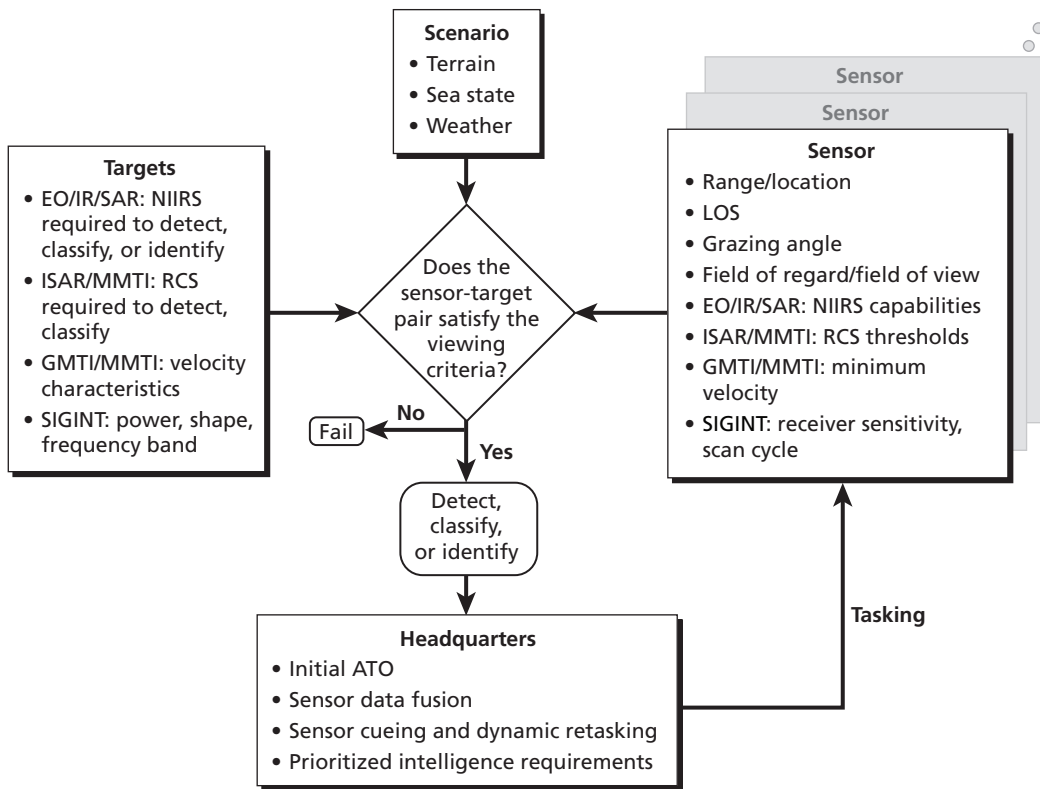 Scenario
• Terrain
• Sea state
• Weather
Sensor
Sensor
Sensor
• Range/location
• LOS
• Grazing angle
• Field of regard/field of view
• EO/IR/SAR: NIIRS capabilities
• ISAR/MMTI: RCS thresholds
• GMTI/MMTI: minimum
velocity
• SIGINT: receiver sensitivity,
scan cycle
Targets
• EO/IR/SAR: NIIRS
required to detect,
classify, or identify
• ISAR/MMTI: RCS
required to detect,
classify
• GMTI/MMTI: velocity
characteristics
• SIGINT: power, shape,
frequency band
Does the
sensor-target
pair satisfy the
viewing
criteria?
No
Fail
Yes
Detect,
classify,
or identify
Headquarters
• Initial ATO
• Sensor data fusion
• Sensor cueing and dynamic retasking
• Prioritized intelligence requirements
Tasking